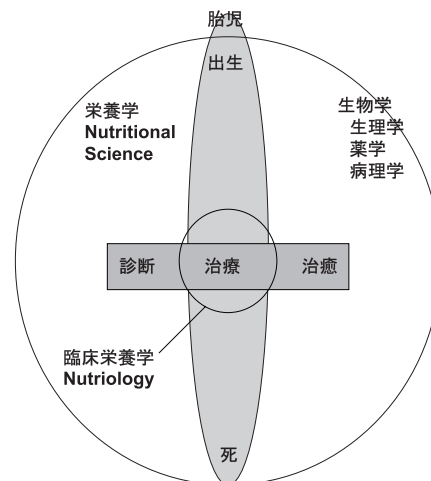 胎児
出生
栄養学
Nutritional
Science
生物学
生理学
薬学
病理学
診断
治療
治癒
臨床栄養学
Nutriology
死